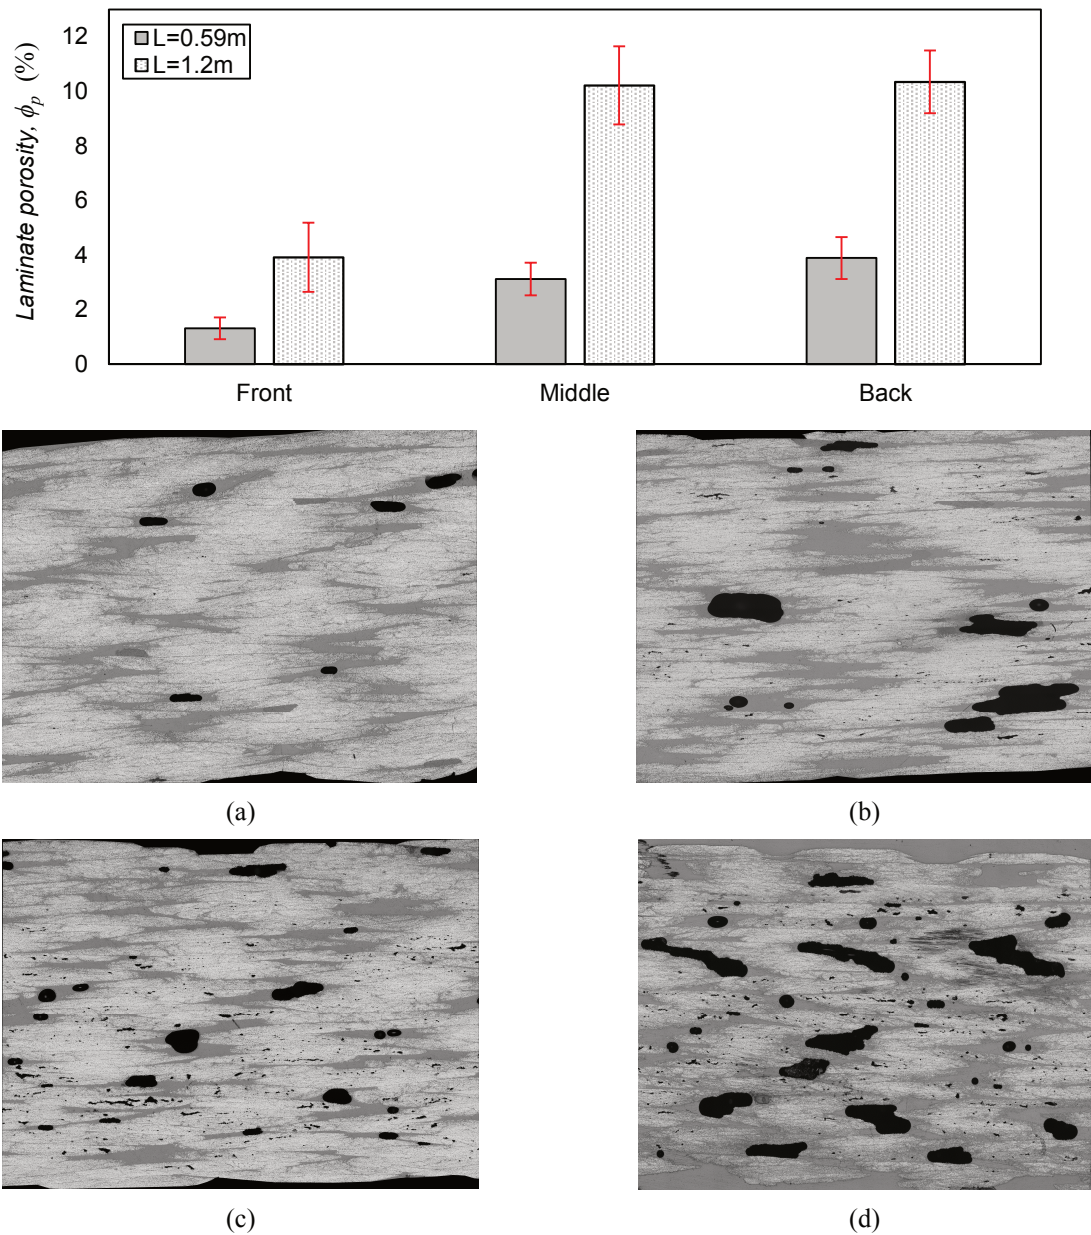 Laminate porosity, ϕp (%)
12
10
8
6
4
2
0
L=0.59m
L=1.2m
Front Middle Back
(a) (b)
(c) (d)